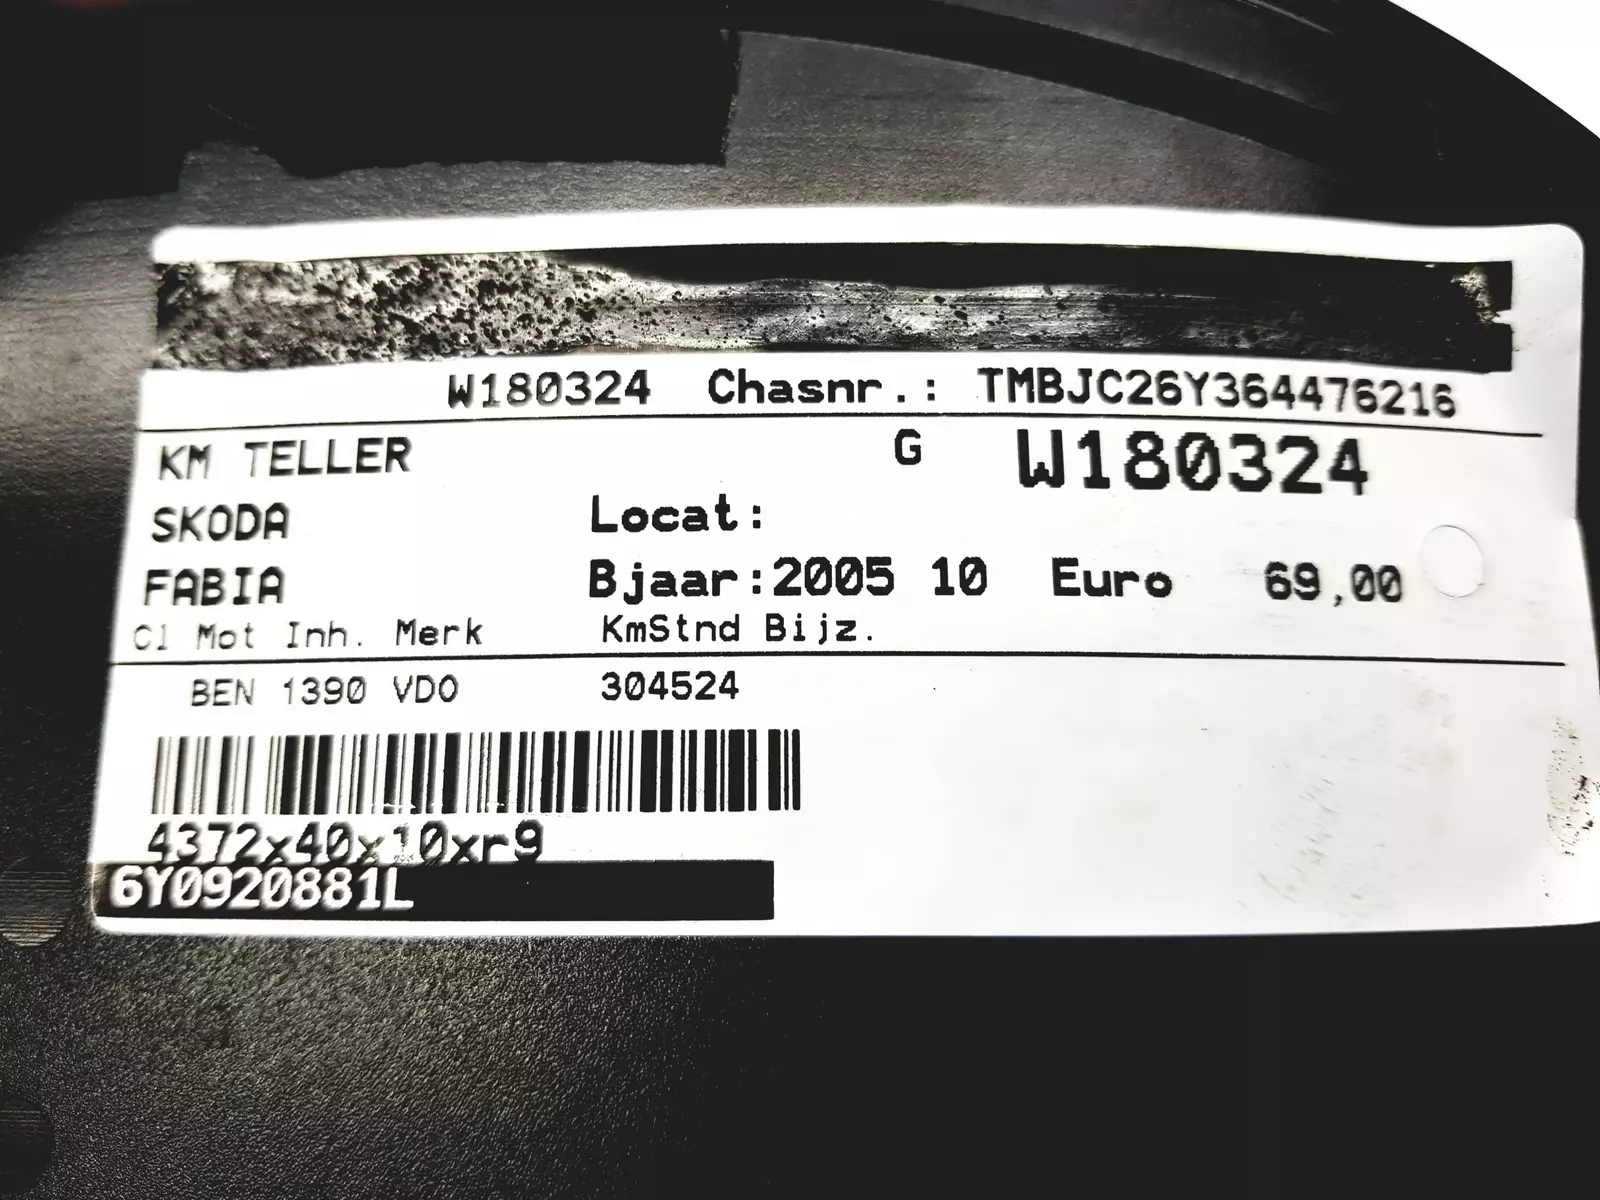 W180324 Chasnr.: TMBJC26Y364476216
KM TELLER G W180324
SKODA Locat:
FABIA Bjaar:2005 10 Euro 69,00
Cl Mot Inh. Merk KmStnd Bijz.
BEN 1390 VDO 304524
4372x40x10xr9
6Y0920881L